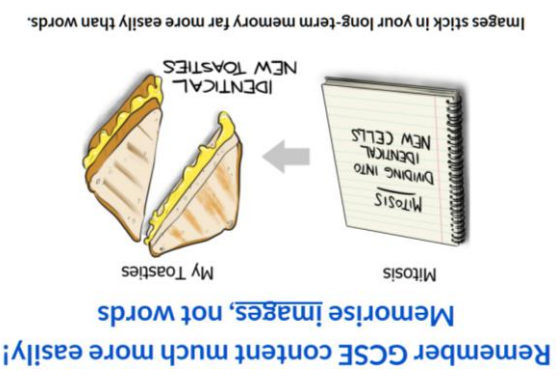 Remember GCSE content much more easily!
Memorise images, not words
Mitosis
My Toasties
MITOSIS
DIVIDING INTO
IDENTICAL
NEW CELLS
IDENTICAL
NEW TOASTIES
Images stick in your long-term memory far more easily than words.